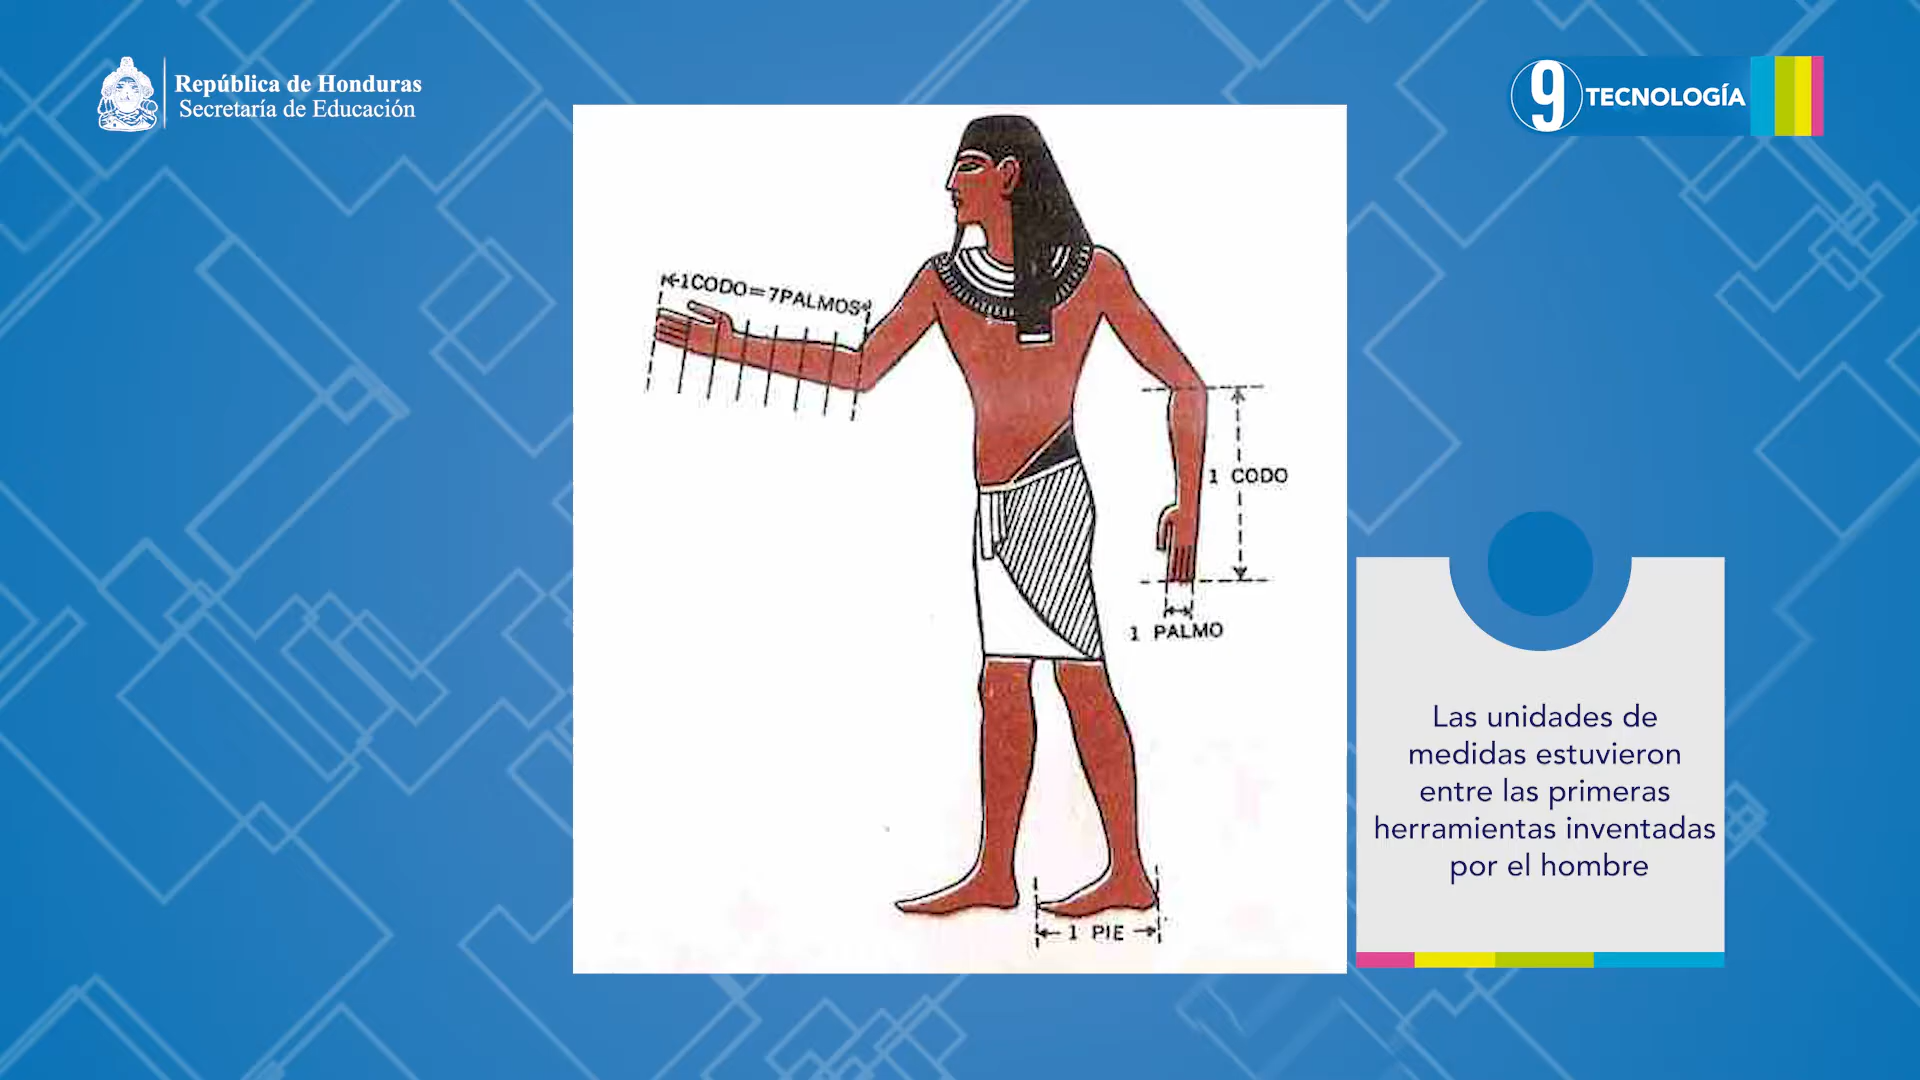 República de Honduras
Secretaría de Educación
9 TECNOLOGÍA
1CODO=7PALMOS
1 CODO
1 PALMO
1 PIE
Las unidades de
medidas estuvieron
entre las primeras
herramientas inventadas
por el hombre